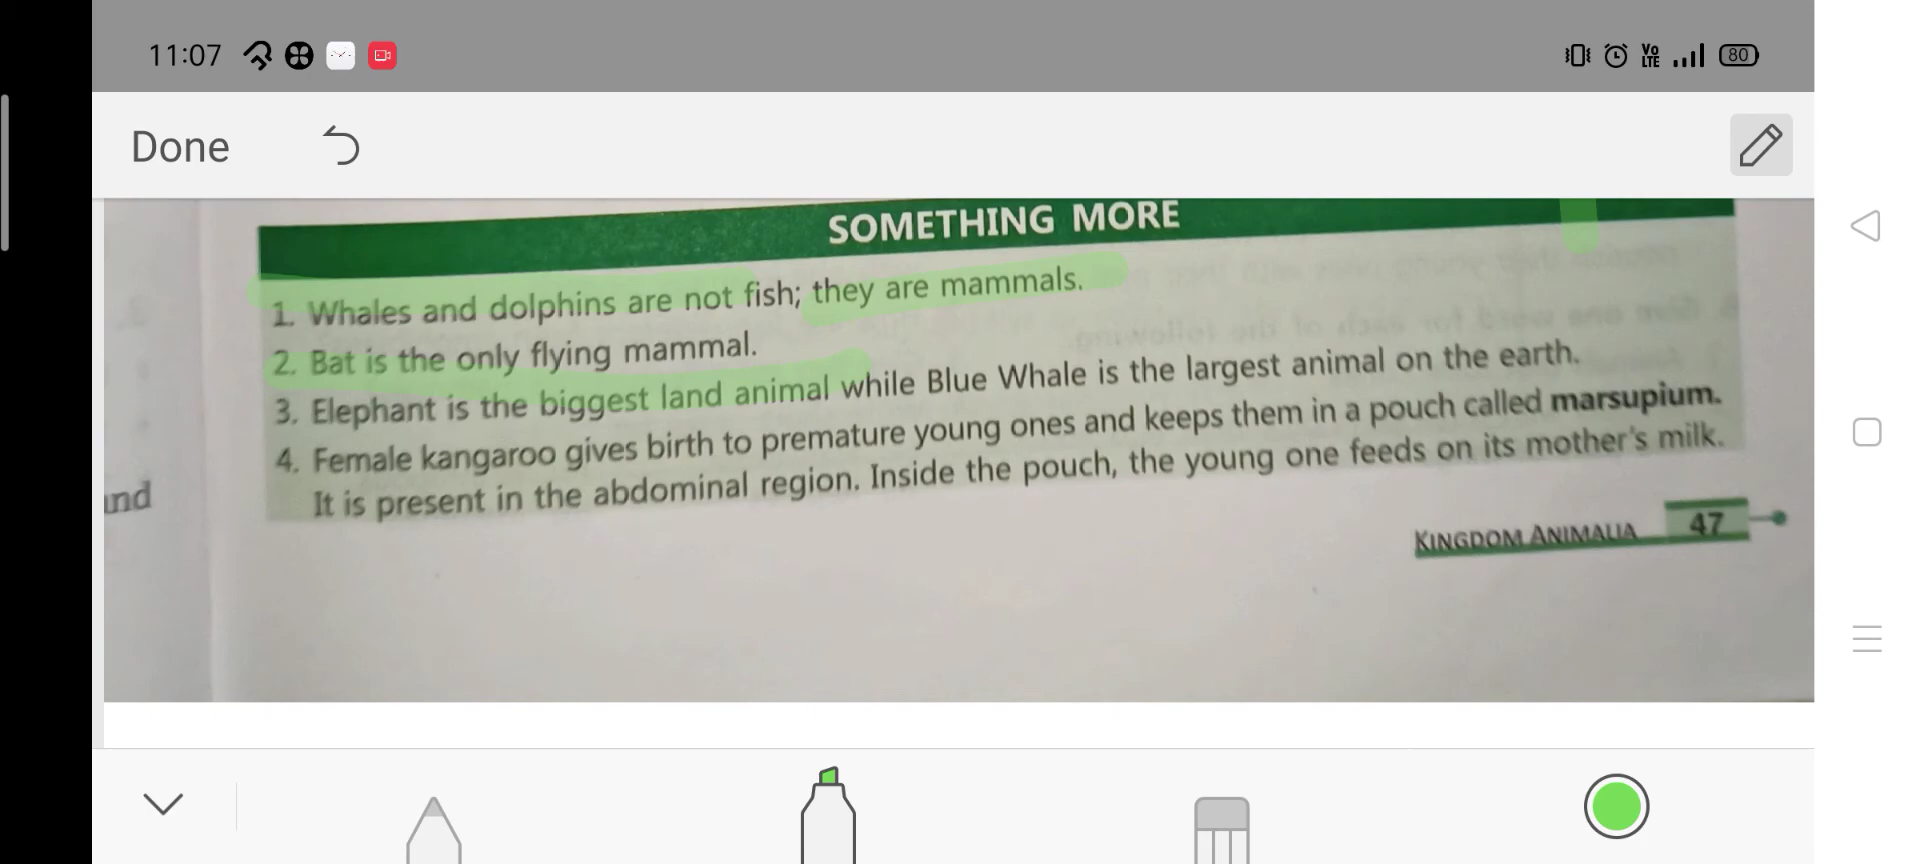 11:07
Vo LTE
80
Done
SOMETHING MORE
1. Whales and dolphins are not fish; they are mammals.
2. Bat is the only flying mammal.
3. Elephant is the biggest land animal while Blue Whale is the largest animal on the earth.
4. Female kangaroo gives birth to premature young ones and keeps them in a pouch called marsupium.
It is present in the abdominal region. Inside the pouch, the young one feeds on its mother's milk.
und
KINGDOM ANIMALIA 47